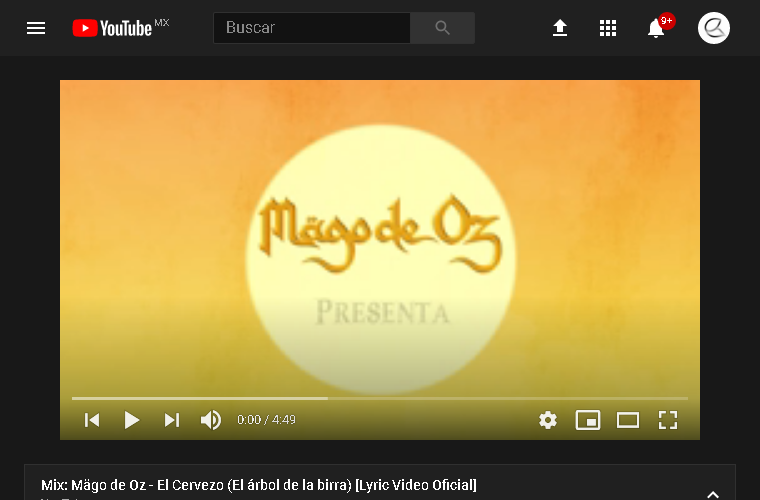 YouTube MX
Buscar
9+
Mägo de Oz
PRESENTA
0:00 / 4:49
Mix: Mägo de Oz - El Cervezo (El árbol de la birra) [Lyric Video Oficial]